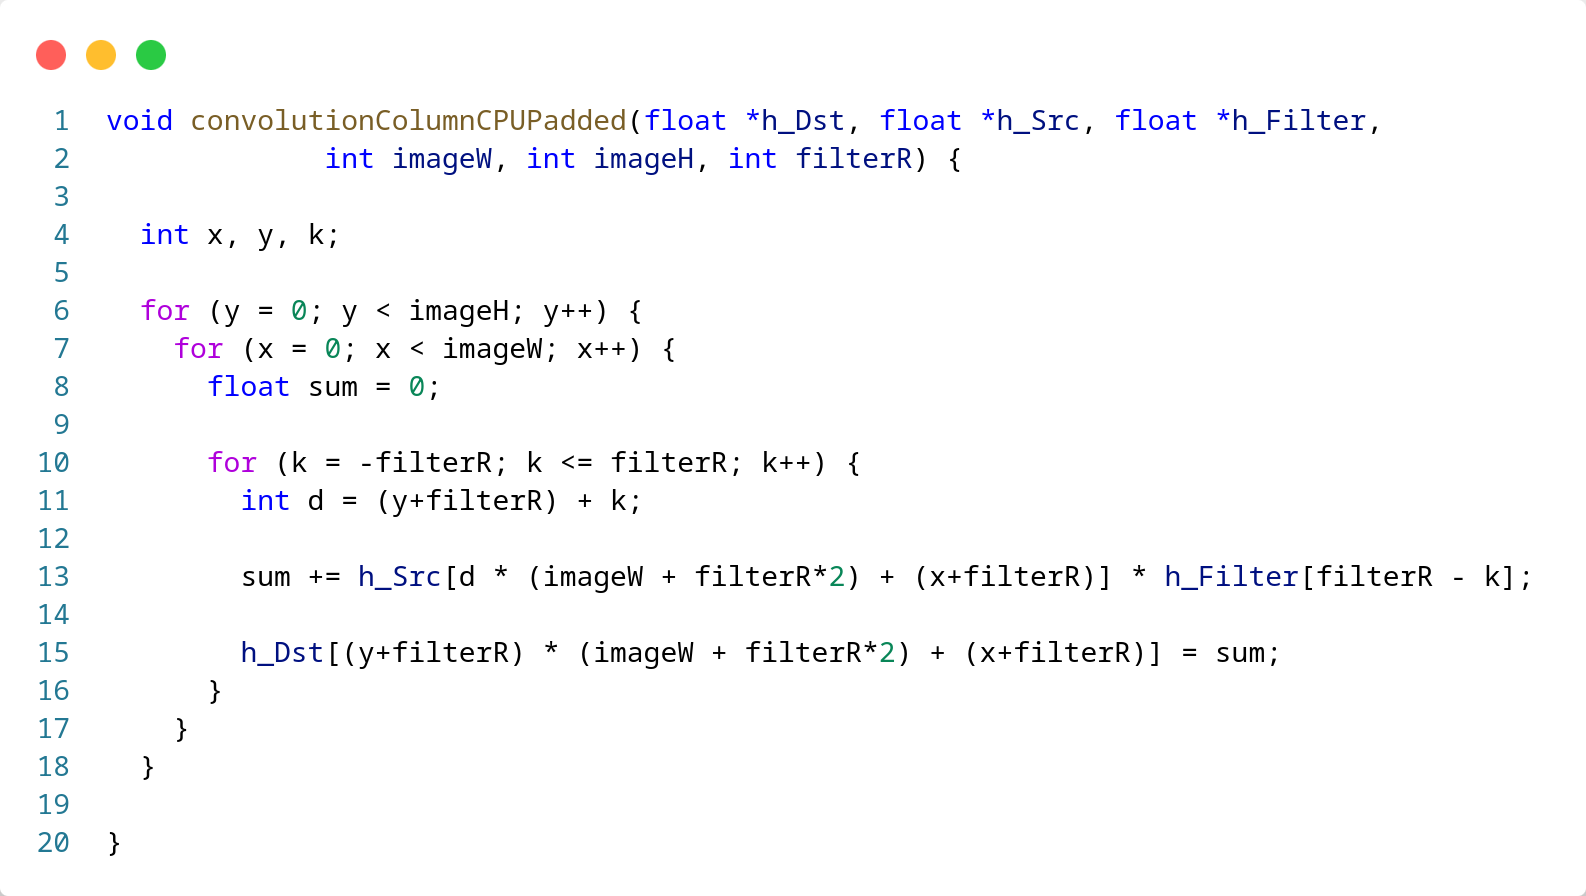 1 void convolutionColumnCPUPadded(float *h_Dst, float *h_Src, float *h_Filter,
2              int imageW, int imageH, int filterR) {
3
4   int x, y, k;
5
6   for (y = 0; y < imageH; y++) {
7     for (x = 0; x < imageW; x++) {
8       float sum = 0;
9
10       for (k = -filterR; k <= filterR; k++) {
11         int d = (y+filterR) + k;
12
13         sum += h_Src[d * (imageW + filterR*2) + (x+filterR)] * h_Filter[filterR - k];
14
15         h_Dst[(y+filterR) * (imageW + filterR*2) + (x+filterR)] = sum;
16       }
17     }
18   }
19
20 }